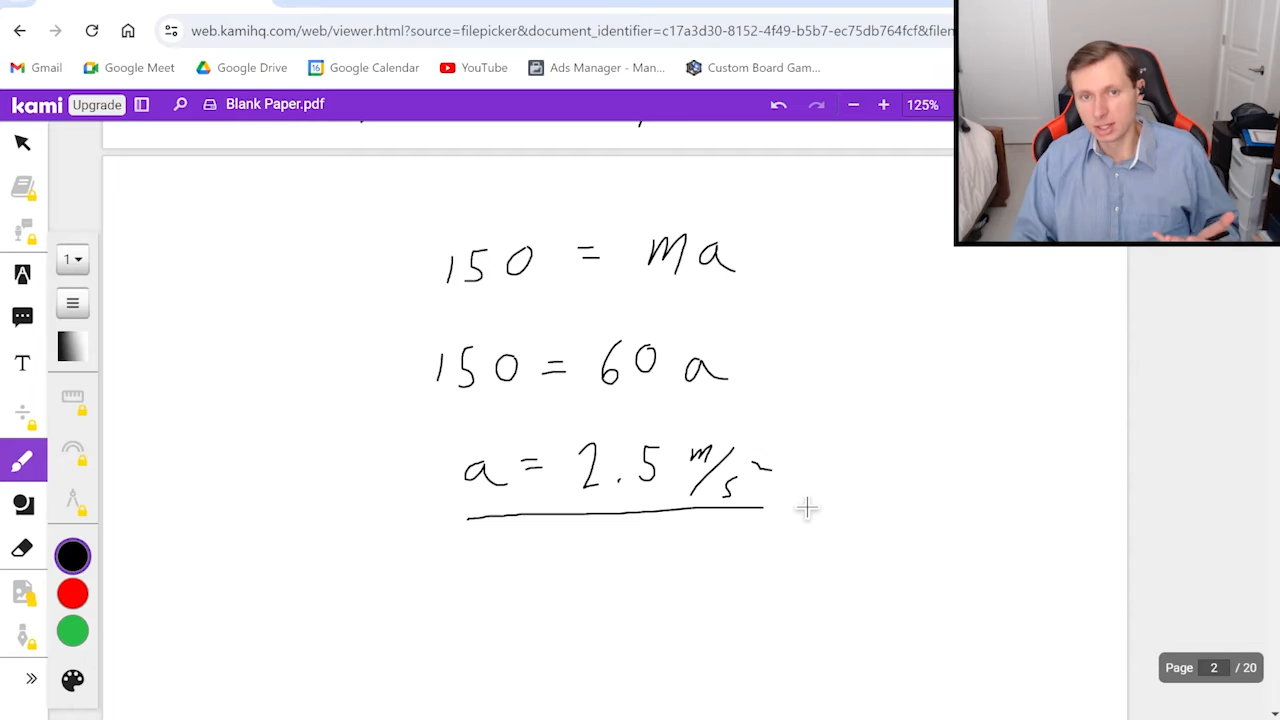 web.kamihq.com/web/viewer.html?source=filepicker&document_identifier=c17a3d30-8152-4f49-b5b7-ec75db764fcf&filen
Gmail Google Meet Google Drive 16 Google Calendar YouTube Ads Manager - Man... Custom Board Gam...
kami Upgrade Blank Paper.pdf 125%
1
A
T
150 = ma
150 = 60 a
a = 2.5 m/s²
Page 2 / 20